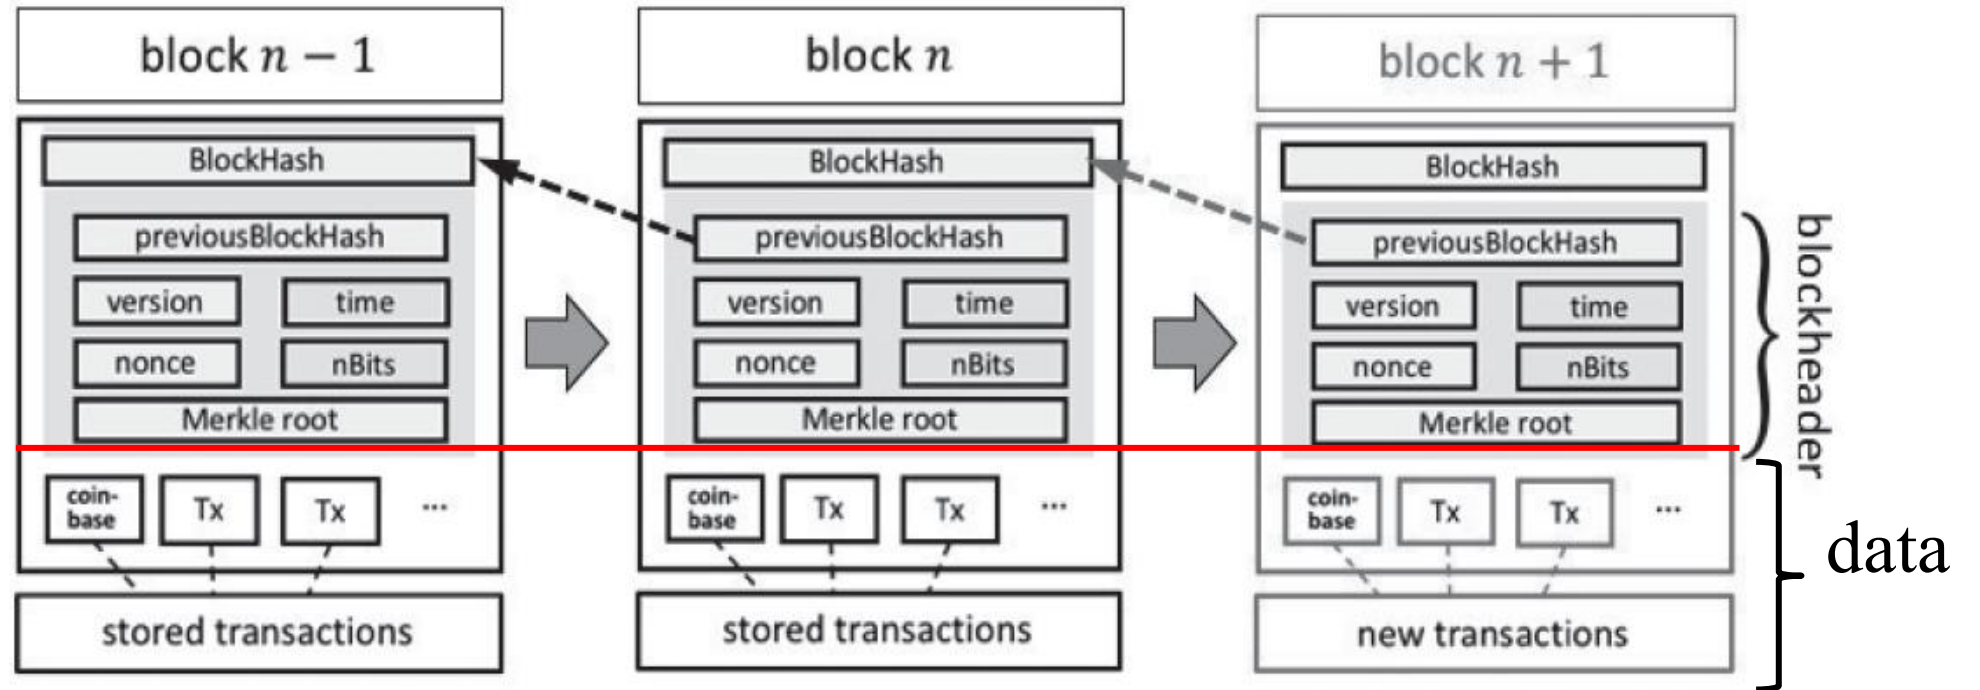 block n − 1
BlockHash
previousBlockHash
version
time
nonce
nBits
Merkle root
coin-
base
Tx
Tx
...
stored transactions
block n
BlockHash
previousBlockHash
version
time
nonce
nBits
Merkle root
coin-
base
Tx
Tx
...
stored transactions
block n + 1
BlockHash
previousBlockHash
version
time
nonce
nBits
Merkle root
coin-
base
Tx
Tx
...
new transactions
blockheader
data